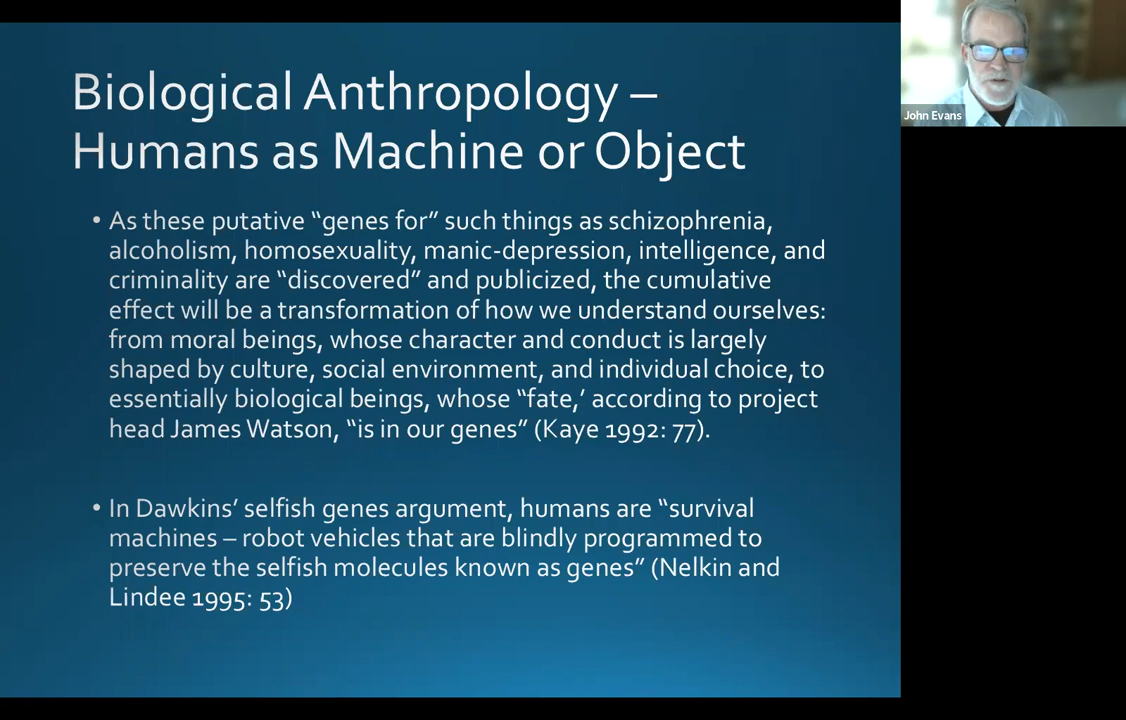 Biological Anthropology –
Humans as Machine or Object
• As these putative “genes for” such things as schizophrenia,
alcoholism, homosexuality, manic-depression, intelligence, and
criminality are “discovered” and publicized, the cumulative
effect will be a transformation of how we understand ourselves:
from moral beings, whose character and conduct is largely
shaped by culture, social environment, and individual choice, to
essentially biological beings, whose “fate,’ according to project
head James Watson, “is in our genes” (Kaye 1992: 77).
• In Dawkins’ selfish genes argument, humans are “survival
machines – robot vehicles that are blindly programmed to
preserve the selfish molecules known as genes” (Nelkin and
Lindee 1995: 53)
John Evans